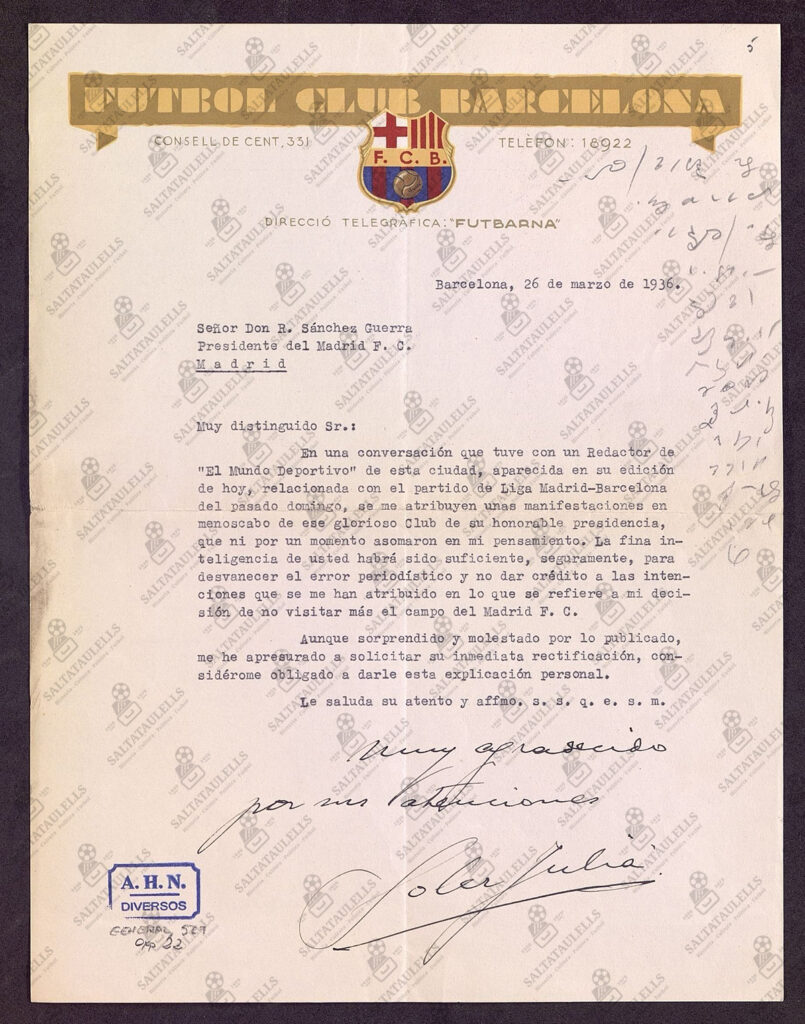 5
FUTBOL CLUB BARCELONA
CONSELL DE CENT, 331
TELÈFON: 18922
F. C. B.
DIRECCIÓ TELEGRÀFICA: "FUTBARNA"
Barcelona, 26 de marzo de 1936.
Señor Don R. Sánchez Guerra
Presidente del Madrid F. C.
M a d r i d
Muy distinguido Sr.:
En una conversación que tuve con un Redactor de
"El Mundo Deportivo" de esta ciudad, aparecida en su edición
de hoy, relacionada con el partido de Liga Madrid-Barcelona
del pasado domingo, se me atribuyen unas manifestaciones en
menoscabo de ese glorioso Club de su honorable presidencia,
que ni por un momento asomaron en mi pensamiento. La fina in-
teligencia de usted habrá sido suficiente, seguramente, para
desvanecer el error periodístico y no dar crédito a las inten-
ciones que se me han atribuido en lo que se refiere a mi deci-
sión de no visitar más el campo del Madrid F. C.
Aunque sorprendido y molestado por lo publicado,
me he apresurado a solicitar su inmediata rectificación, con-
sidérome obligado a darle esta explicación personal.
Le saluda su atento y affmo. s. s. q. e. s. m.
muy agradecido
por sus atenciones
Soler Juliá
A. H. N.
DIVERSOS
GENERAL
SALTATAULELLS